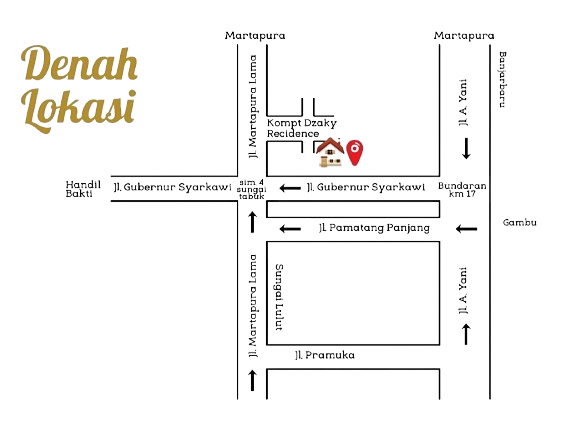 Denah
Lokasi
Martapura
Martapura
Jl. Martapura Lama
Jl. A. Yani
Banjarbaru
Kompt Dzaky
Recidence
Handil
Bakti
Jl. Gubernur Syarkawi
sim 4
sungai
tabuk
Jl. Gubernur Syarkawi
Bundaran
km 17
Jl. Pamatang Panjang
Gambu
Jl. Martapura Lama
Sungai Lulut
Jl. A. Yani
Jl. Pramuka